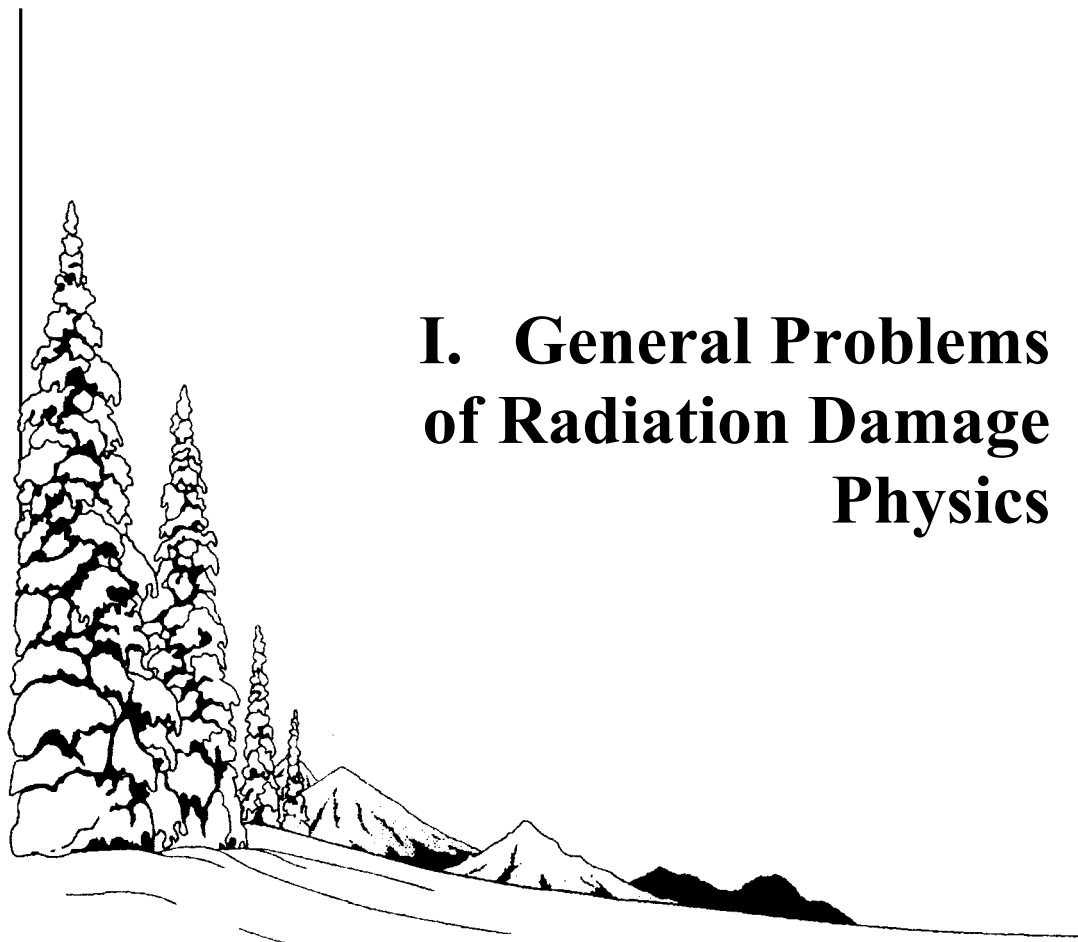 I. General Problems
of Radiation Damage
Physics